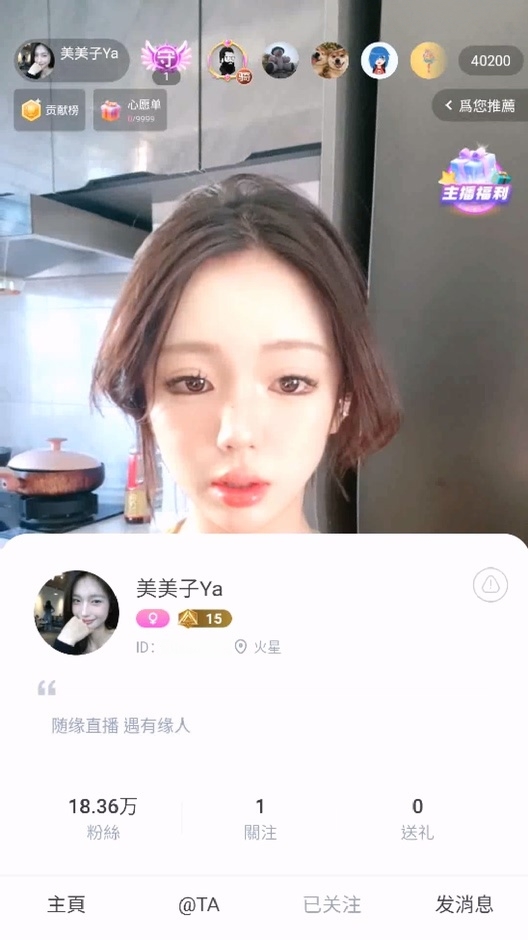 美美子Ya
守
1
骑
40200
贡献榜
心愿单
0/9999
爲您推薦
主播福利
美美子Ya
15
ID:
火星
随缘直播 遇有缘人
18.36万
1
0
粉絲
關注
送礼
主頁
@TA
已关注
发消息